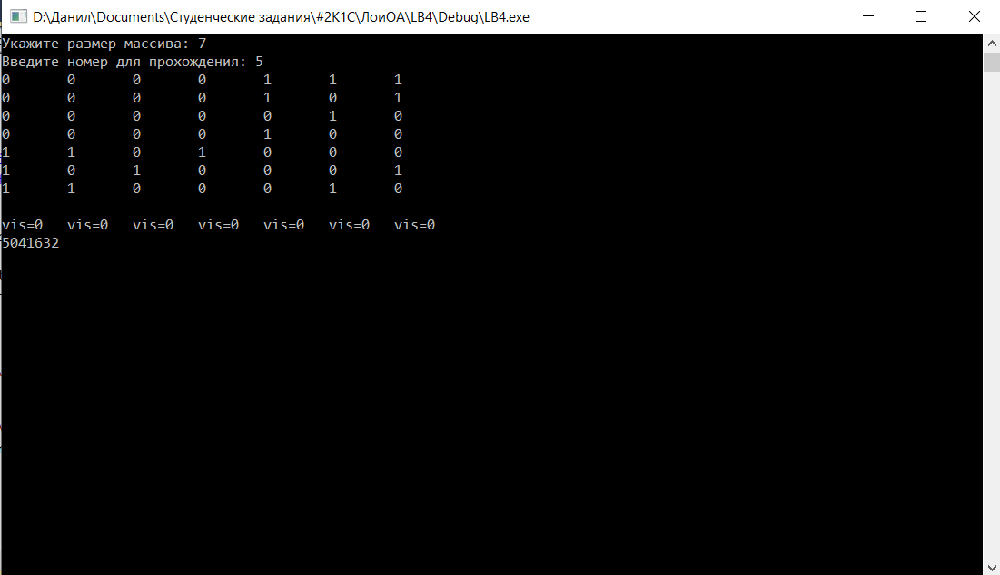 D:\Данил\Documents\Студенческие задания\#2К1С\ЛоиОА\LB4\Debug\LB4.exe
Укажите размер массива: 7
Введите номер для прохождения: 5
0 0 0 0 1 1 1
0 0 0 0 1 0 1
0 0 0 0 0 1 0
0 0 0 0 1 0 0
1 1 0 1 0 0 0
1 0 1 0 0 0 1
1 1 0 0 0 1 0
vis=0 vis=0 vis=0 vis=0 vis=0 vis=0 vis=0
5041632